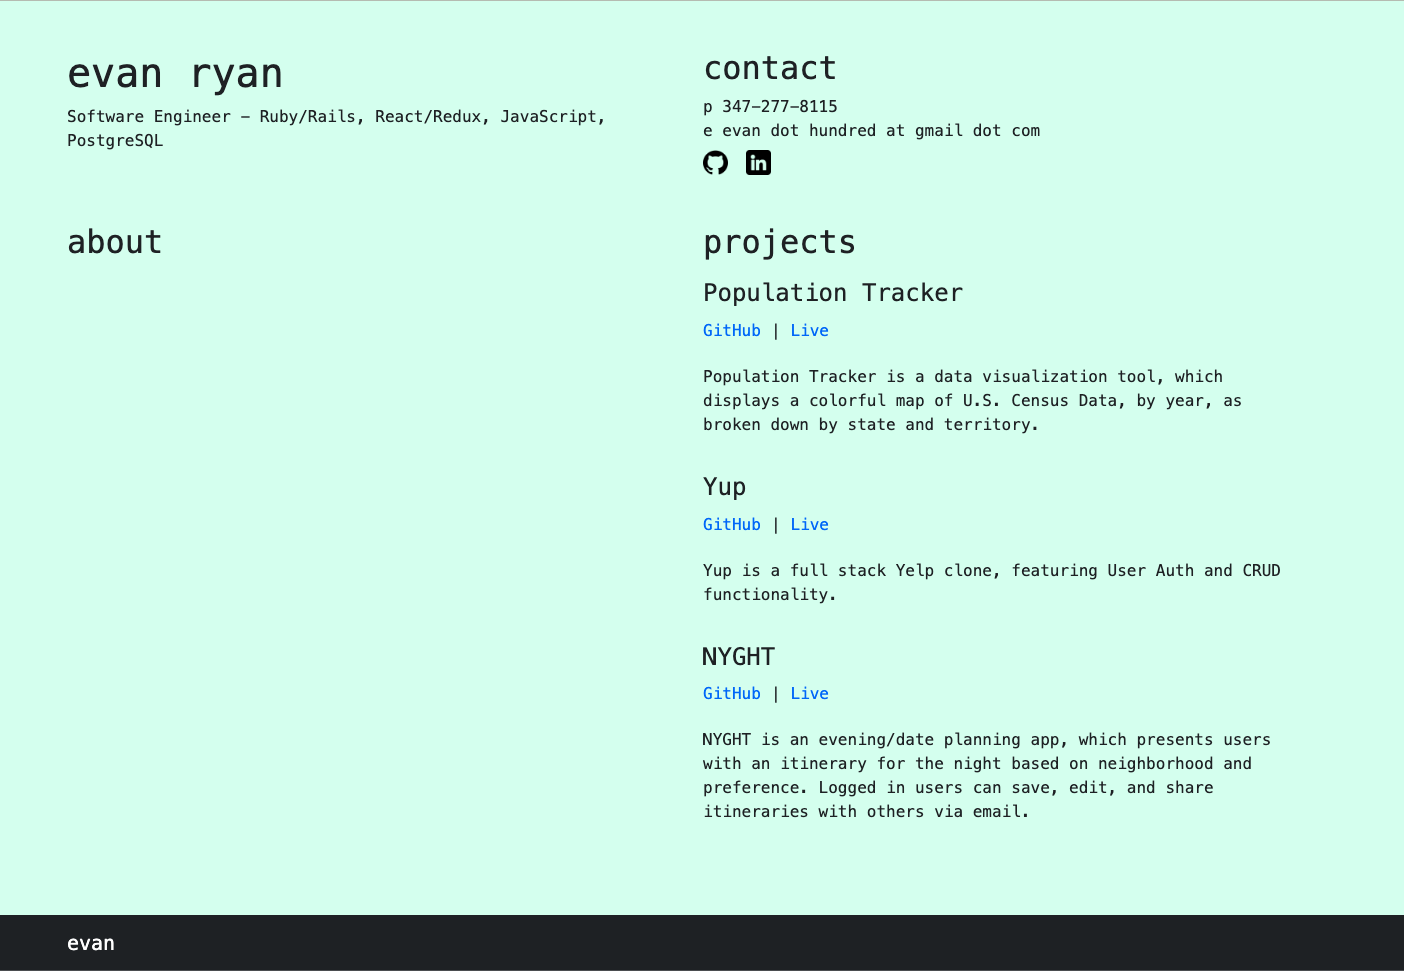 evan ryan
Software Engineer – Ruby/Rails, React/Redux, JavaScript,
PostgreSQL
contact
p 347-277-8115
e evan dot hundred at gmail dot com
in
about
projects
Population Tracker
GitHub | Live
Population Tracker is a data visualization tool, which
displays a colorful map of U.S. Census Data, by year, as
broken down by state and territory.
Yup
GitHub | Live
Yup is a full stack Yelp clone, featuring User Auth and CRUD
functionality.
NYGHT
GitHub | Live
NYGHT is an evening/date planning app, which presents users
with an itinerary for the night based on neighborhood and
preference. Logged in users can save, edit, and share
itineraries with others via email.
evan